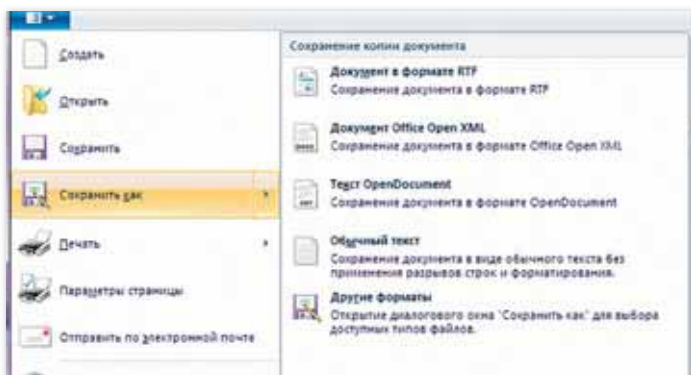 Создать
Открыть
Сохранить
Сохранить как
Печать
Параметры страницы
Отправить по электронной почте
Сохранение копии документа
Документ в формате RTF
Сохранение документа в формате RTF
Документ Office Open XML
Сохранение документа в формате Office Open XML
Текст OpenDocument
Сохранение документа в формате OpenDocument
Обычный текст
Сохранение документа в виде обычного текста без
применения разрывов строк и форматирования.
Другие форматы
Открытие диалогового окна 'Сохранить как' для выбора
доступных типов файлов.